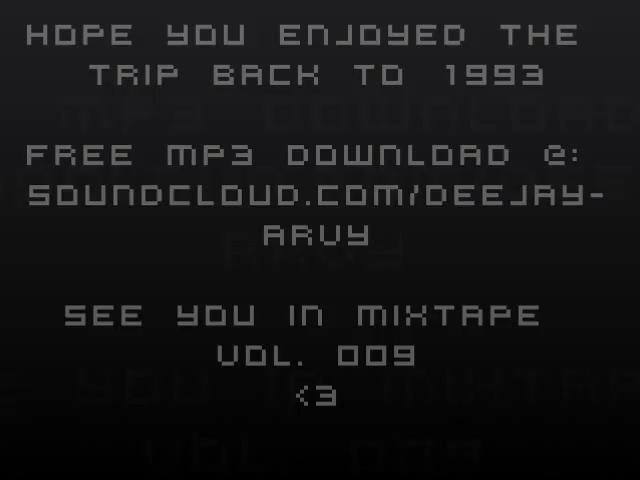 HOPE YOU ENJOYED THE
TRIP BACK TO 1993
FREE MP3 DOWNLOAD @:
SOUNDCLOUD.COM/DEEJAY-
ARVY
SEE YOU IN MIXTAPE
VOL. 009
<3